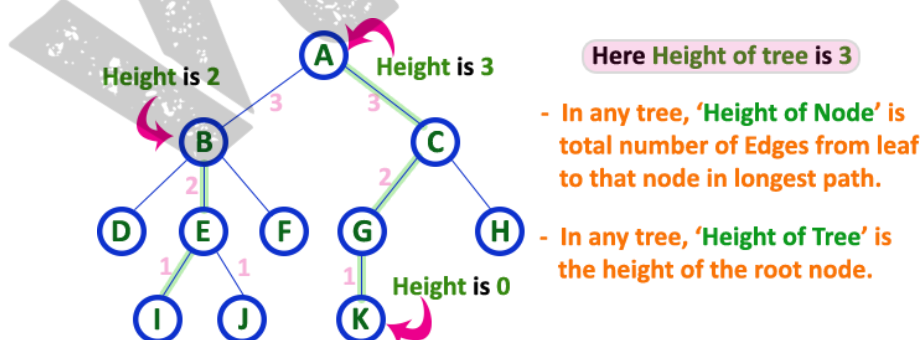 A
Height is 3
Here Height of tree is 3
Height is 2
3
3
- In any tree, ‘Height of Node’ is
total number of Edges from leaf
to that node in longest path.
B
C
2
2
D
E
F
G
H
- In any tree, ‘Height of Tree’ is
the height of the root node.
1
1
1
Height is 0
I
J
K